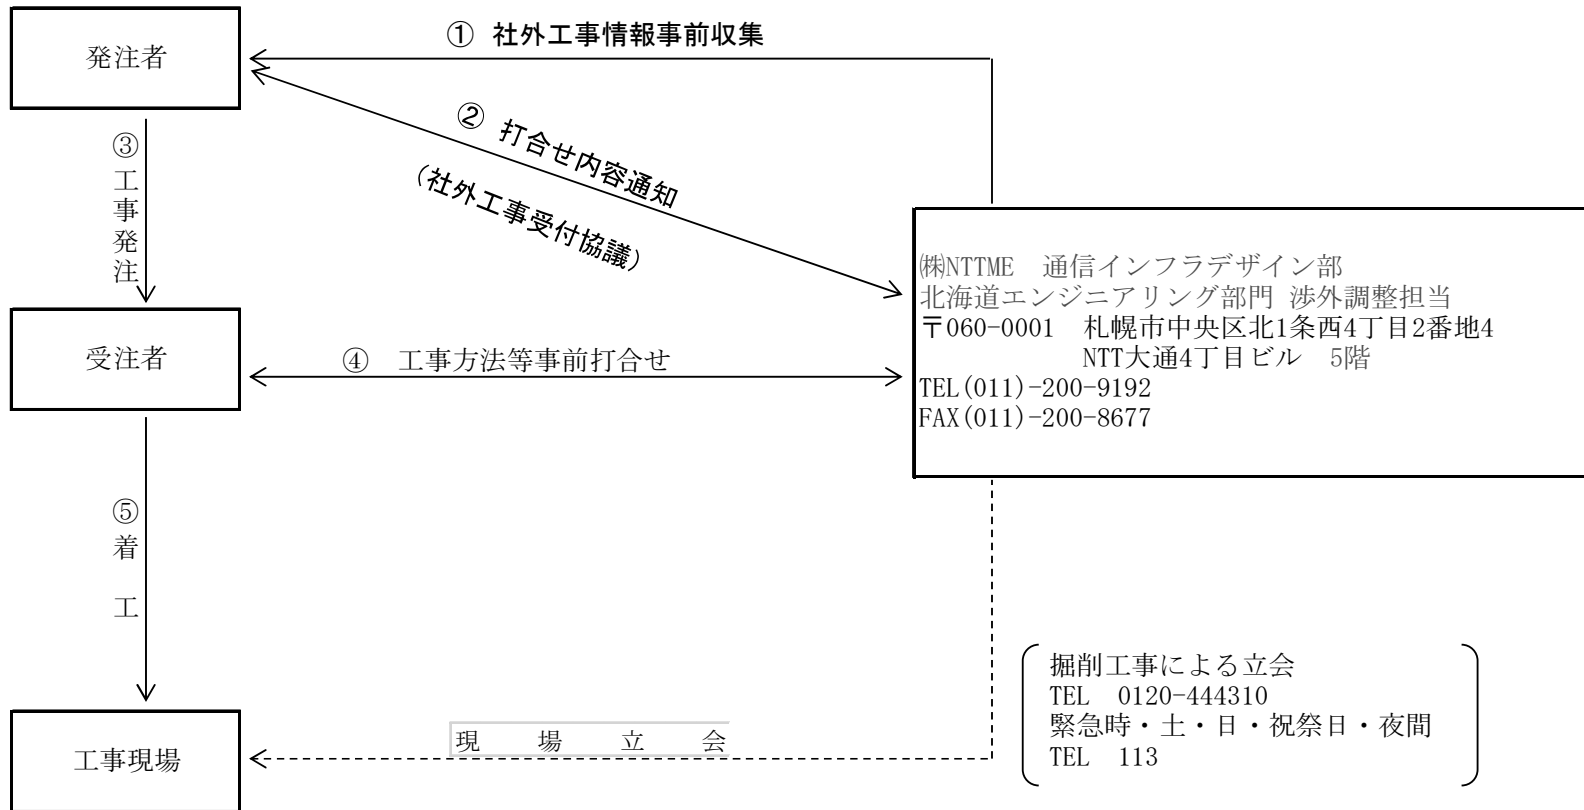 発注者
① 社外工事情報事前収集
② 打合せ内容通知
(社外工事受付協議)
③工事発注
㈱NTTME 通信インフラデザイン部
北海道エンジニアリング部門 渉外調整担当
〒060-0001 札幌市中央区北1条西4丁目2番地4
NTT大通4丁目ビル 5階
TEL(011)-200-9192
FAX(011)-200-8677
受注者
④ 工事方法等事前打合せ
⑤着 工
掘削工事による立会
TEL 0120-444310
緊急時・土・日・祝祭日・夜間
TEL 113
現 場 立 会
工事現場